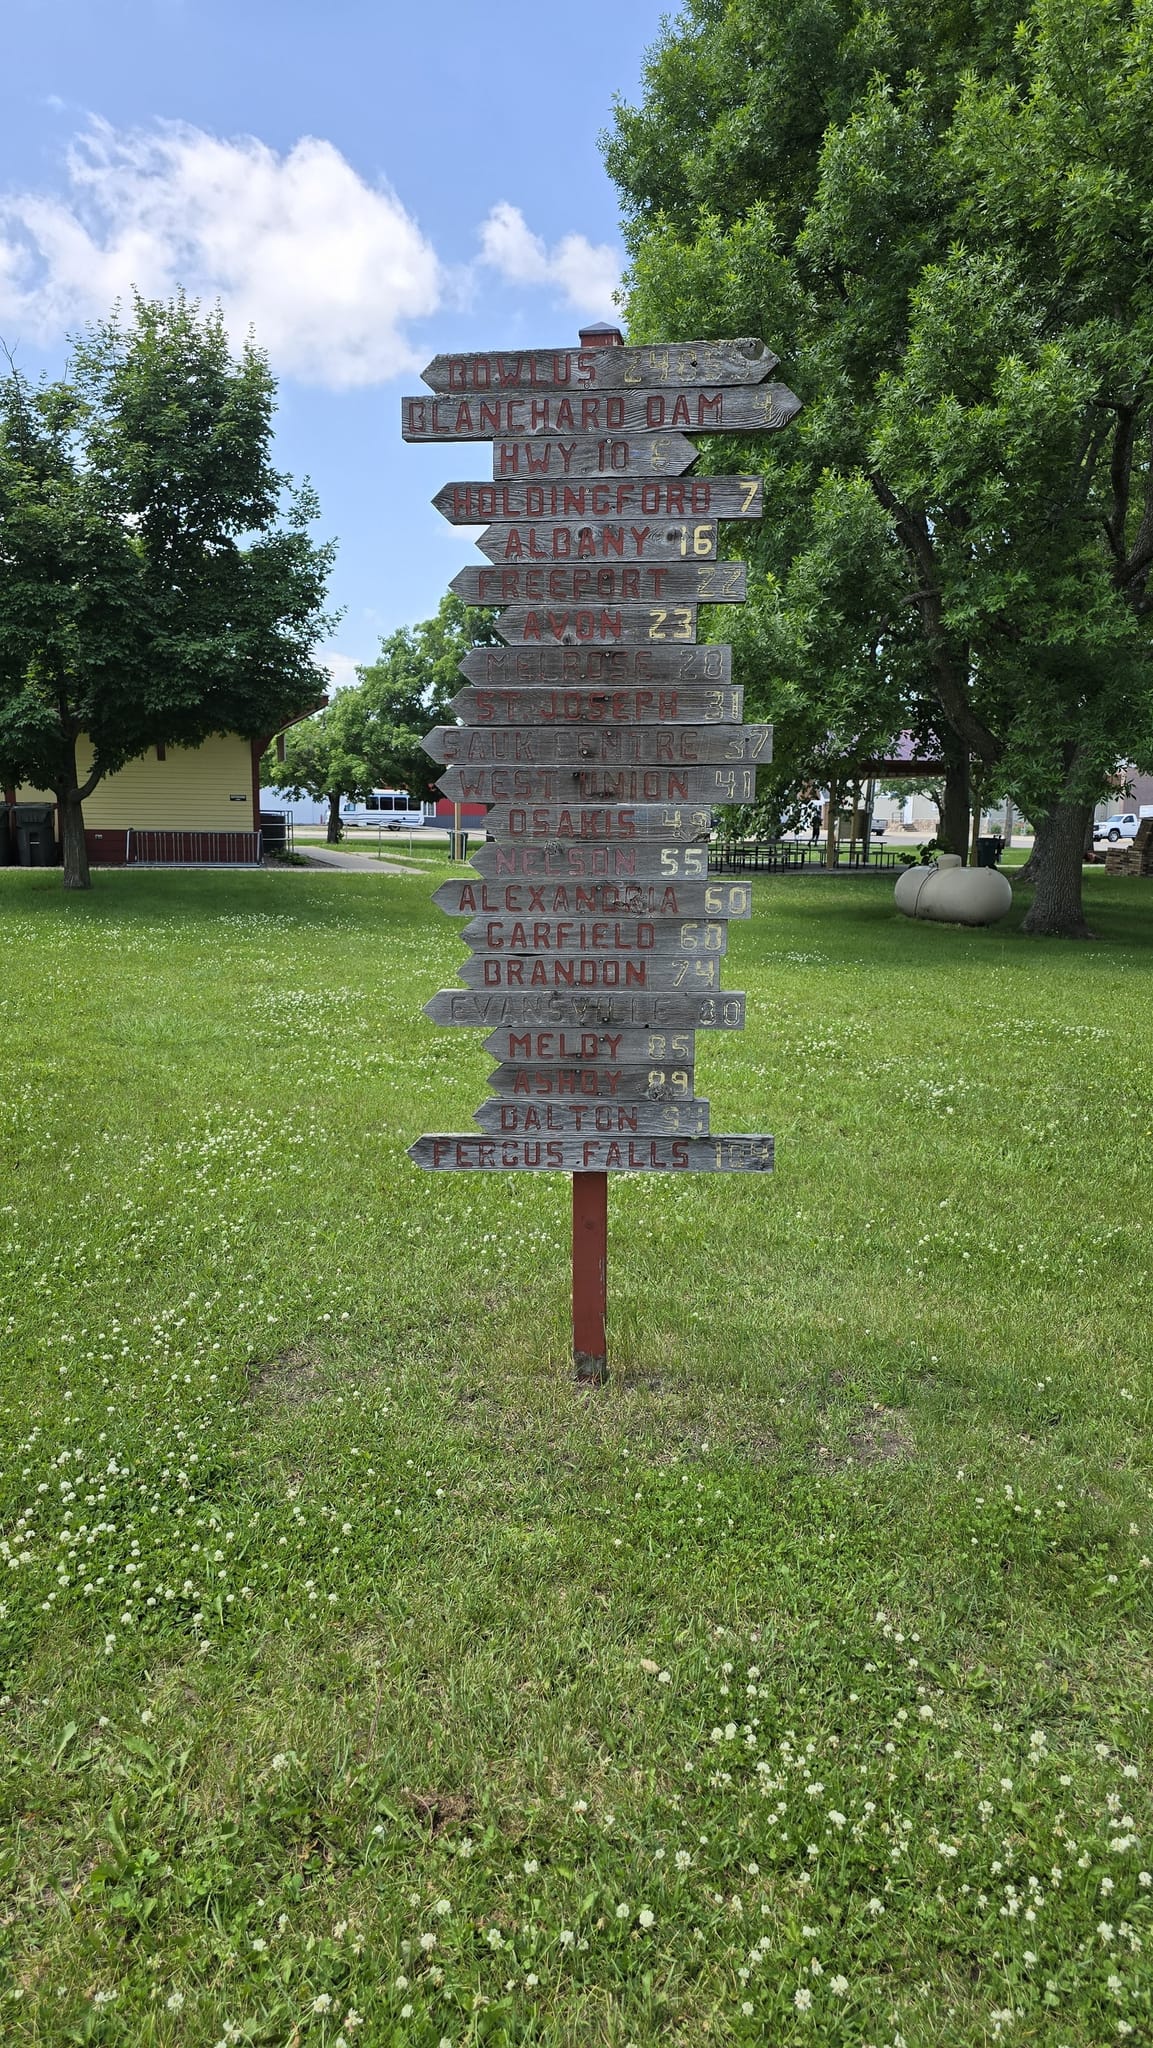 BOWLUS
BLANCHARD DAM 4
HWY 10
HOLDINGFORD 7
ALBANY 16
FREEPORT 22
AVON 23
MELROSE 28
ST. JOSEPH 31
SAUK CENTRE 37
WEST UNION 41
OSAKIS
NELSON 55
ALEXANDRIA 60
GARFIELD 68
BRANDON 74
EVANSVILLE 80
MELBY 85
ASHBY 89
DALTON
FERGUS FALLS 109